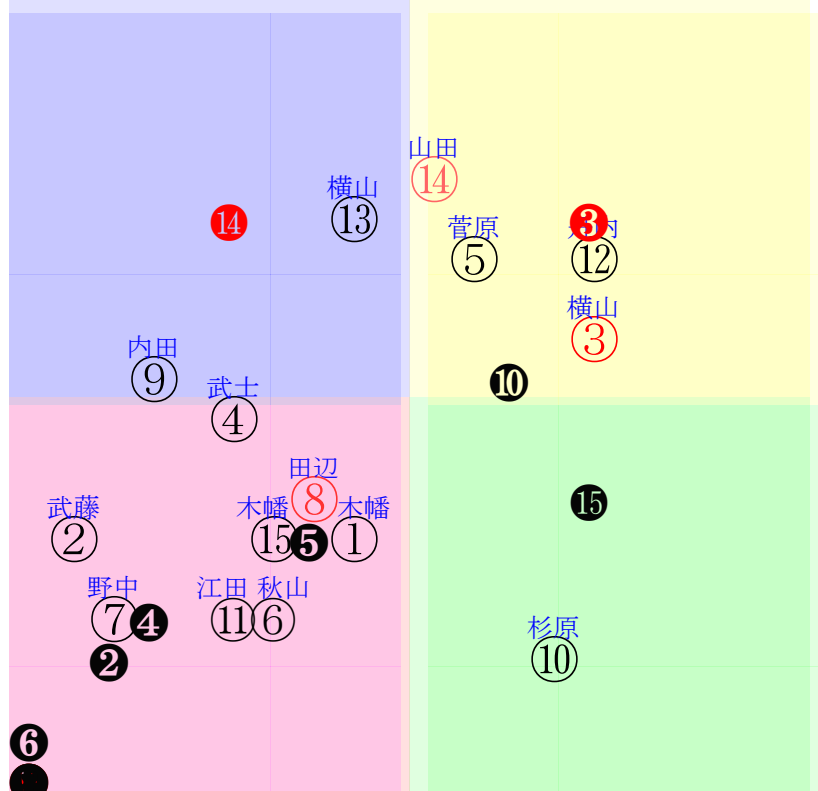 山田
⑭
横山
⑬
⓮
❸
菅原
⑤
⑫
横山
③
内田
⑨
❿
武士
④
田辺
⑧
武藤
②
木幡
⑮
❺
木幡
①
⓯
野中
⑦
❹
江田
⑪
秋山
⑥
杉原
⑩
❷
❻